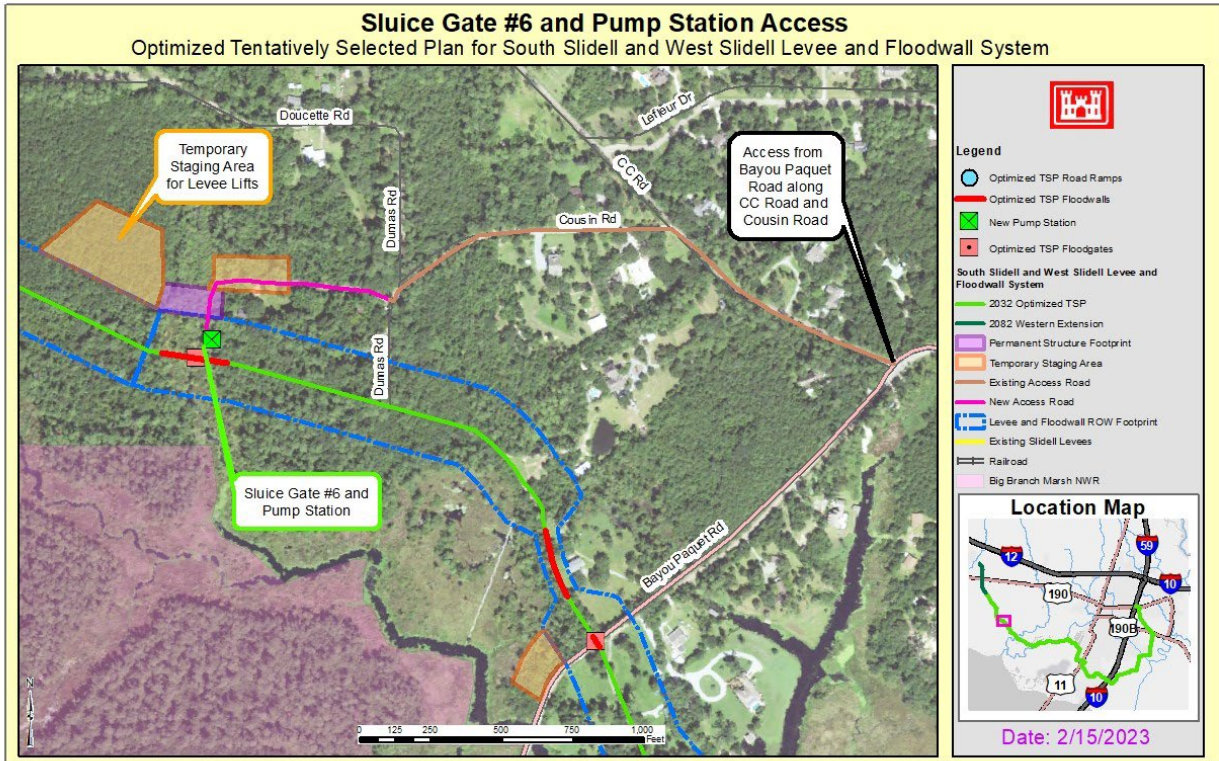 Sluice Gate #6 and Pump Station Access
Optimized Tentatively Selected Plan for South Slidell and West Slidell Levee and Floodwall System
Doucette Rd
Lefleur Dr
Temporary
Staging Area
for Levee Lifts
CC Rd
Access from
Bayou Paquet
Road along
CC Road and
Cousin Road
Dumas Rd
Cousin Rd
Dumas Rd
Sluice Gate #6 and
Pump Station
Bayou Paquet Rd
N
0 125 250 500 750 1,000
Feet
Legend
Optimized TSP Road Ramps
Optimized TSP Floodwalls
New Pump Station
Optimized TSP Floodgates
South Slidell and West Slidell Levee and
Floodwall System
2032 Optimized TSP
2082 Western Extension
Permanent Structure Footprint
Temporary Staging Area
Existing Access Road
New Access Road
Levee and Floodwall ROW Footprint
Existing Slidell Levees
Railroad
Big Branch Marsh NWR
Location Map
12
59
10
190
190B
11
10
Date: 2/15/2023